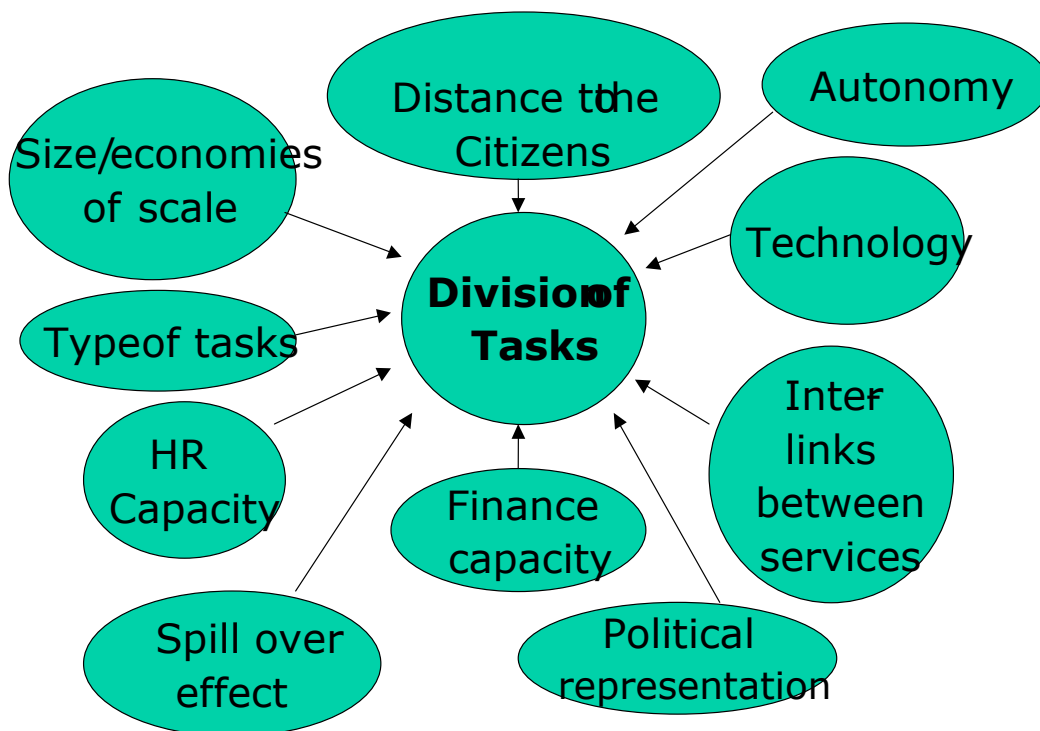 Distance to the
Citizens
Autonomy
Size/economies
of scale
Technology
Division of
Tasks
Type of tasks
Inter-
links
between
services
HR
Capacity
Finance
capacity
Spill over
effect
Political
representation